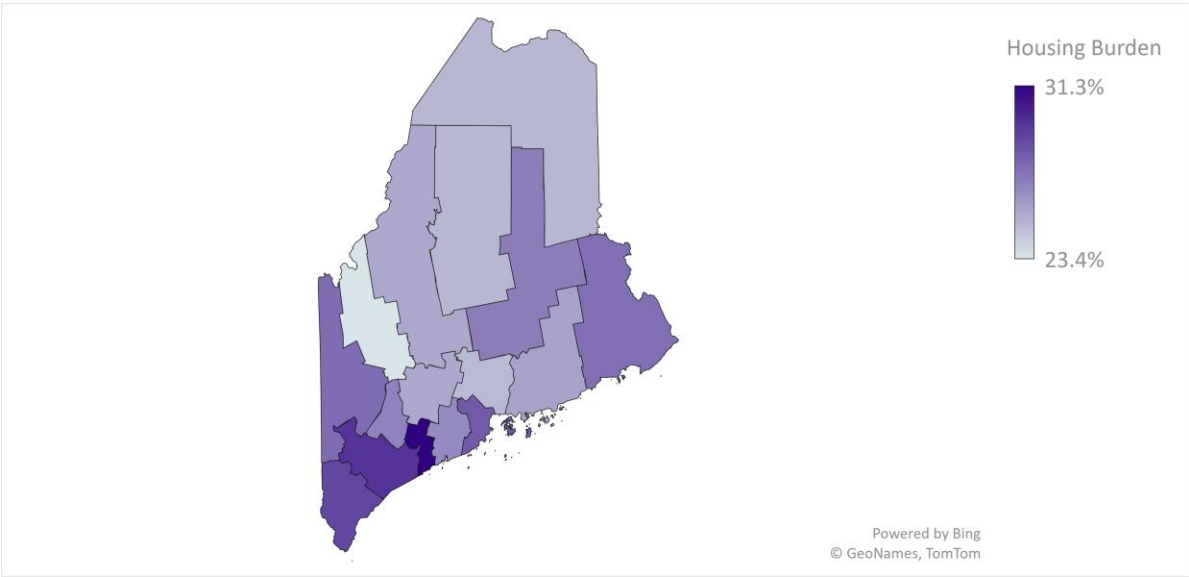 Housing Burden
31.3%
23.4%
Powered by Bing
© GeoNames, TomTom